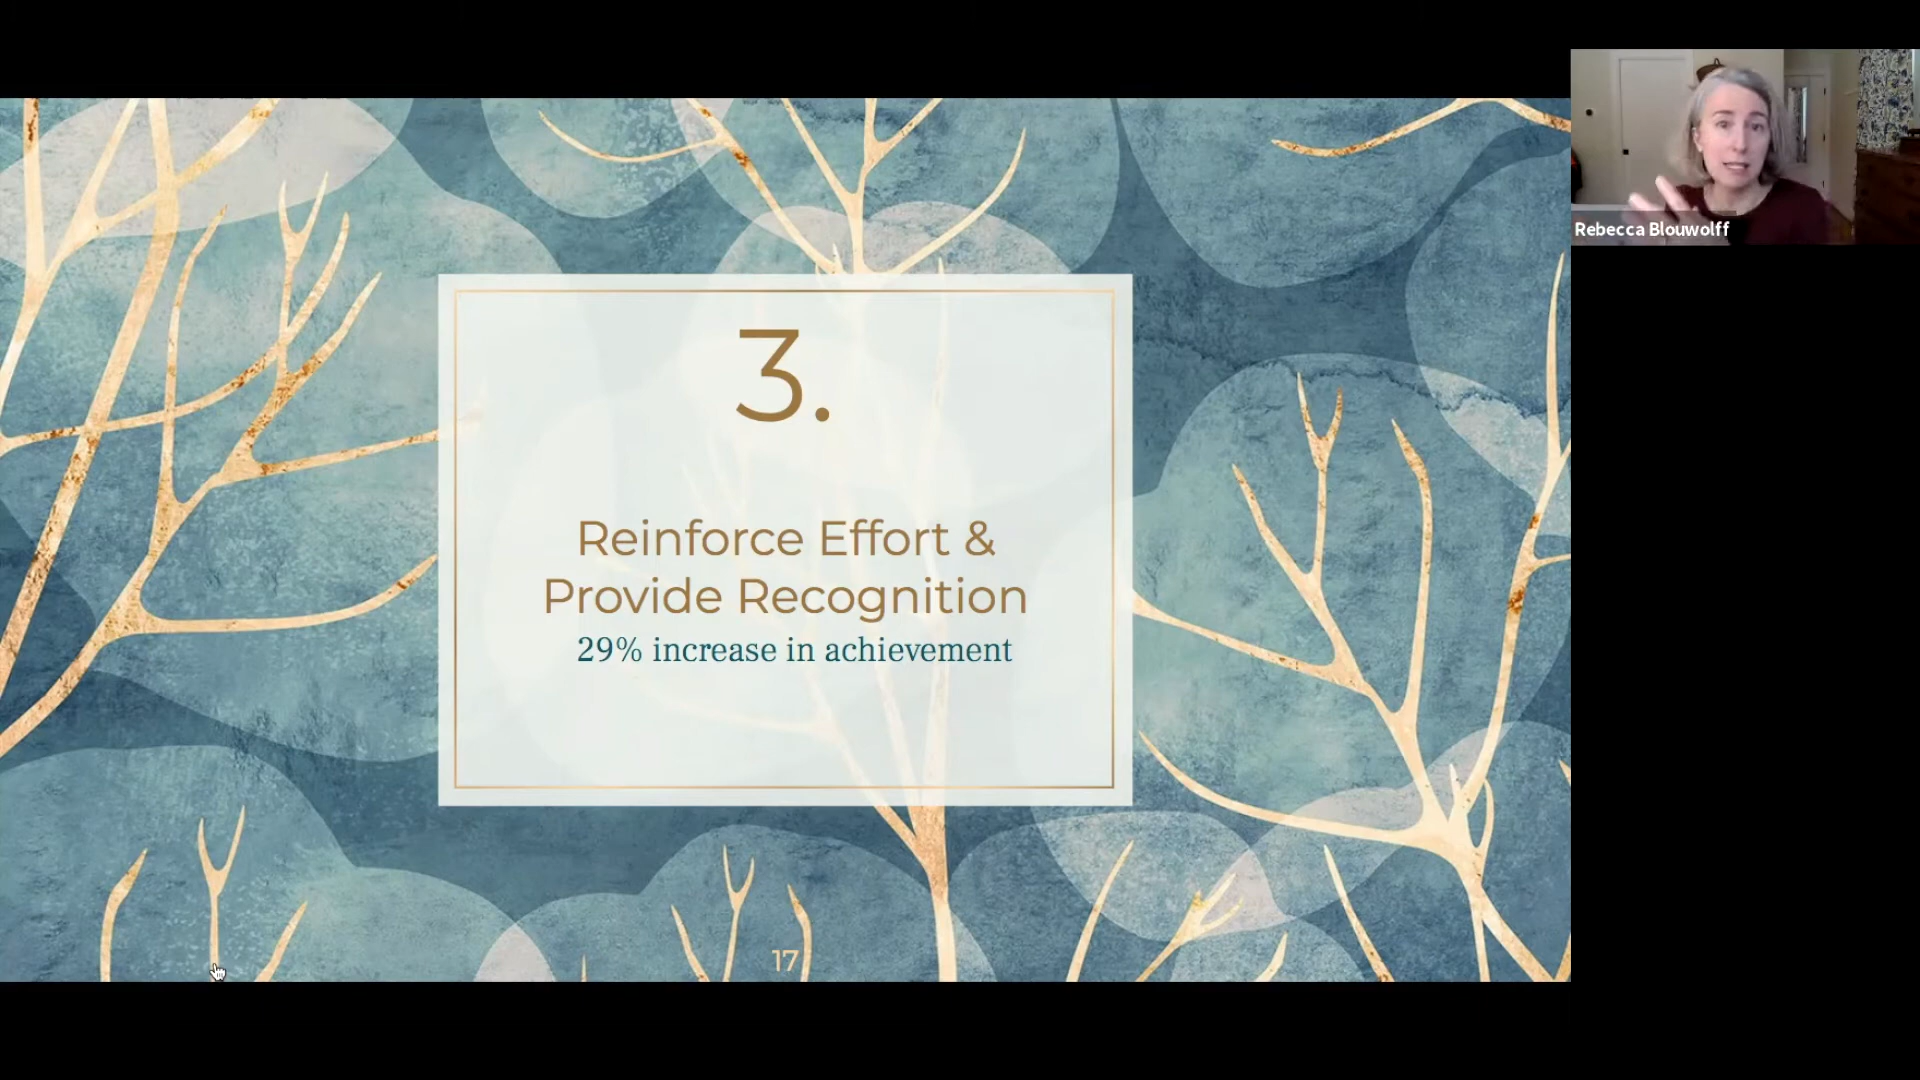 3.
Reinforce Effort &
Provide Recognition
29% increase in achievement
17
Rebecca Blouwolff